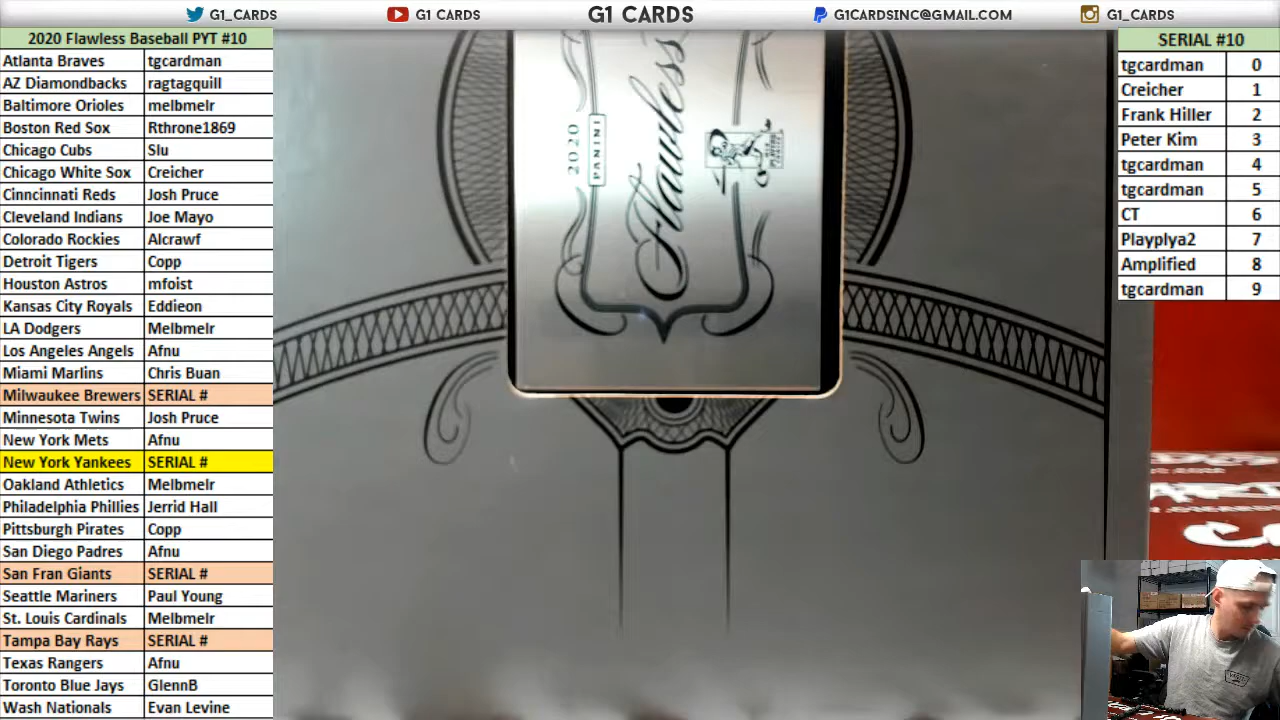 G1_CARDS
G1 CARDS
G1 CARDS
G1CARDSINC@GMAIL.COM
G1_CARDS
2020 Flawless Baseball PYT #10
Atlanta Braves tgcardman
AZ Diamondbacks ragtagquill
Baltimore Orioles melbmelr
Boston Red Sox Rthrone1869
Chicago Cubs Slu
Chicago White Sox Creicher
Cinncinnati Reds Josh Pruce
Cleveland Indians Joe Mayo
Colorado Rockies Alcrawf
Detroit Tigers Copp
Houston Astros mfoist
Kansas City Royals Eddieon
LA Dodgers Melbmelr
Los Angeles Angels Afnu
Miami Marlins Chris Buan
Milwaukee Brewers SERIAL #
Minnesota Twins Josh Pruce
New York Mets Afnu
New York Yankees SERIAL #
Oakland Athletics Melbmelr
Philadelphia Phillies Jerrid Hall
Pittsburgh Pirates Copp
San Diego Padres Afnu
San Fran Giants SERIAL #
Seattle Mariners Paul Young
St. Louis Cardinals Melbmelr
Tampa Bay Rays SERIAL #
Texas Rangers Afnu
Toronto Blue Jays GlennB
Wash Nationals Evan Levine
2020
PANINI
Flawless
SERIAL #10
tgcardman 0
Creicher 1
Frank Hiller 2
Peter Kim 3
tgcardman 4
tgcardman 5
CT 6
Playplya2 7
Amplified 8
tgcardman 9